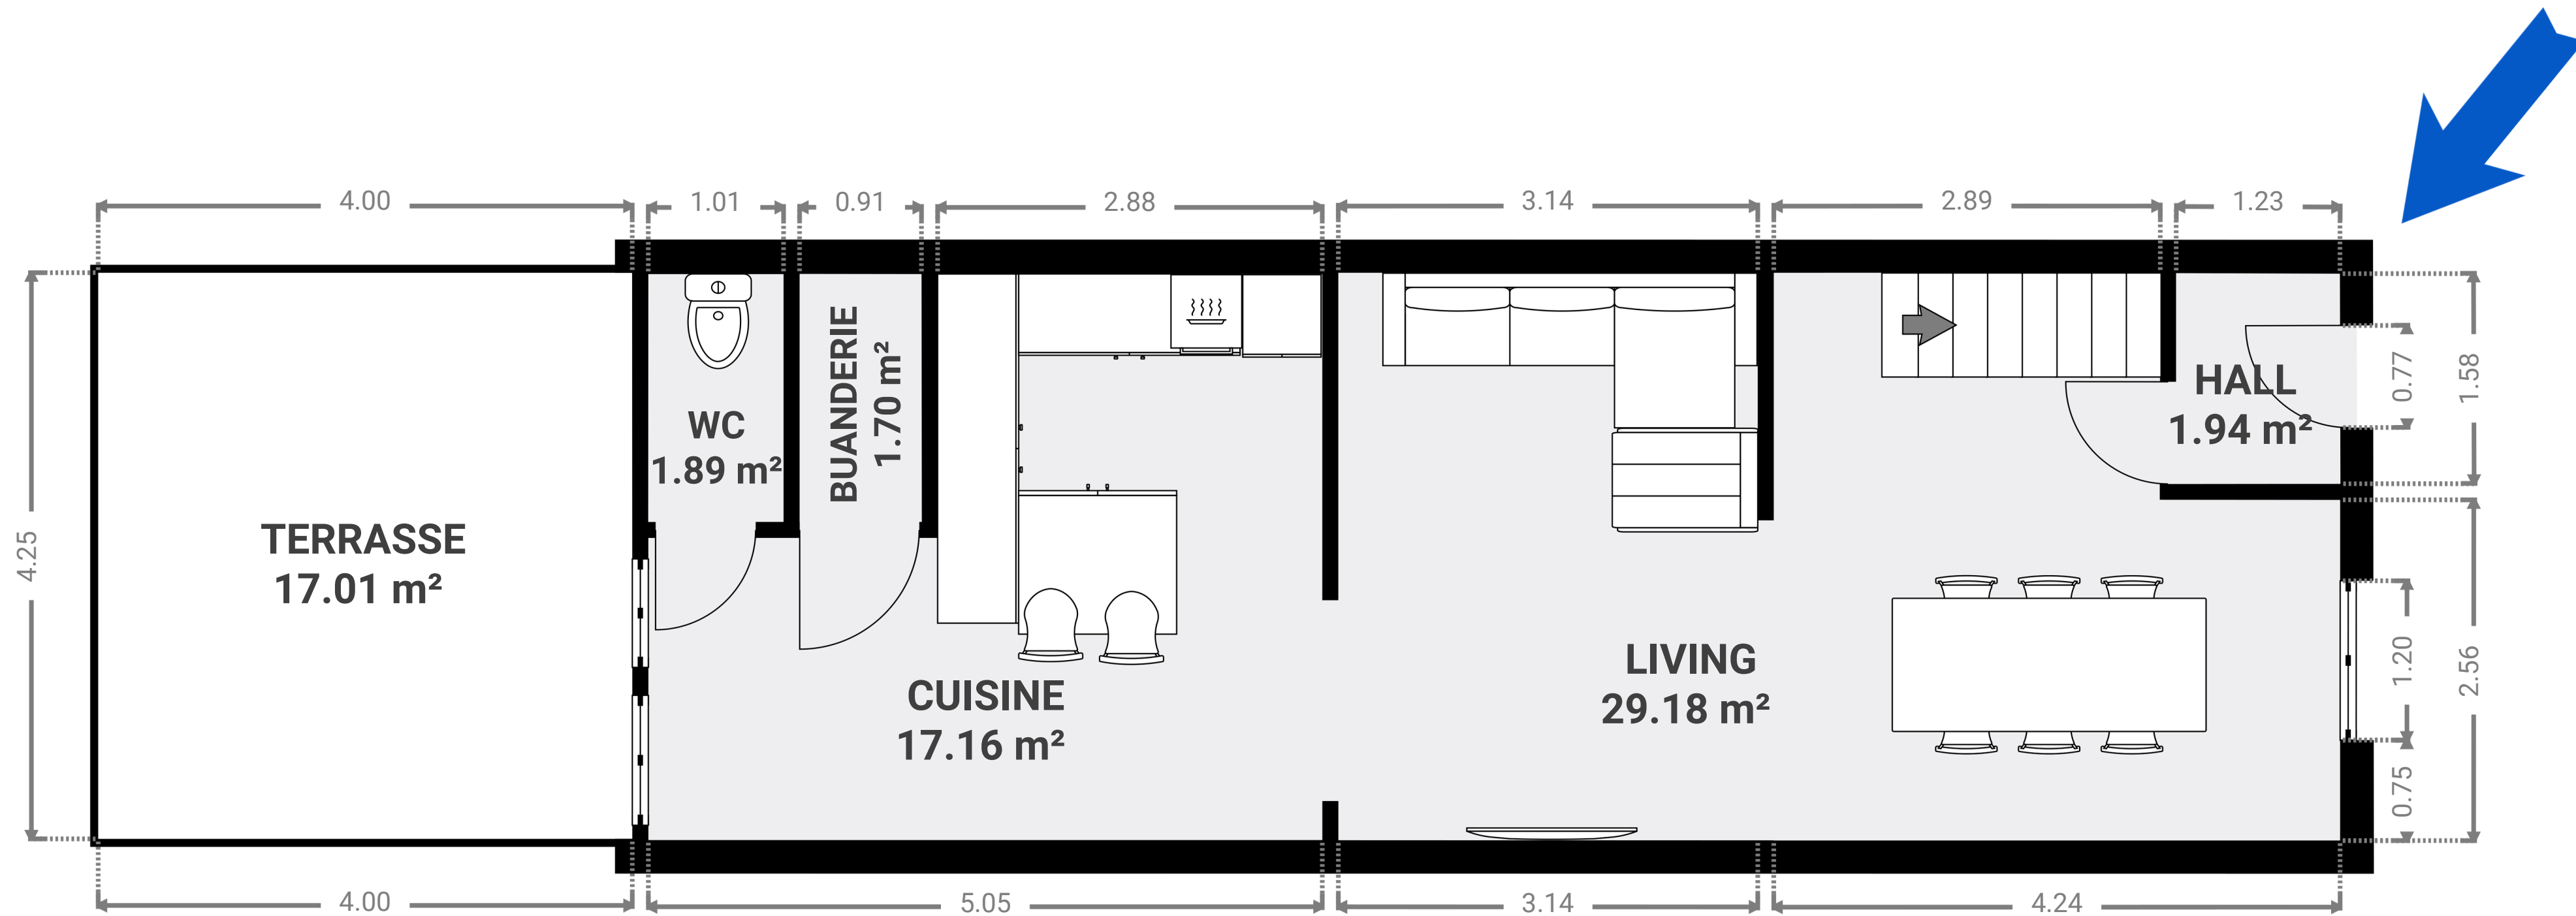 4.00
1.01
0.91
2.88
3.14
2.89
1.23
4.25
TERRASSE
17.01 m²
WC
1.89 m²
BUANDERIE
1.70 m²
CUISINE
17.16 m²
LIVING
29.18 m²
HALL
1.94 m²
0.77
1.58
1.20
2.56
0.75
4.00
5.05
3.14
4.24